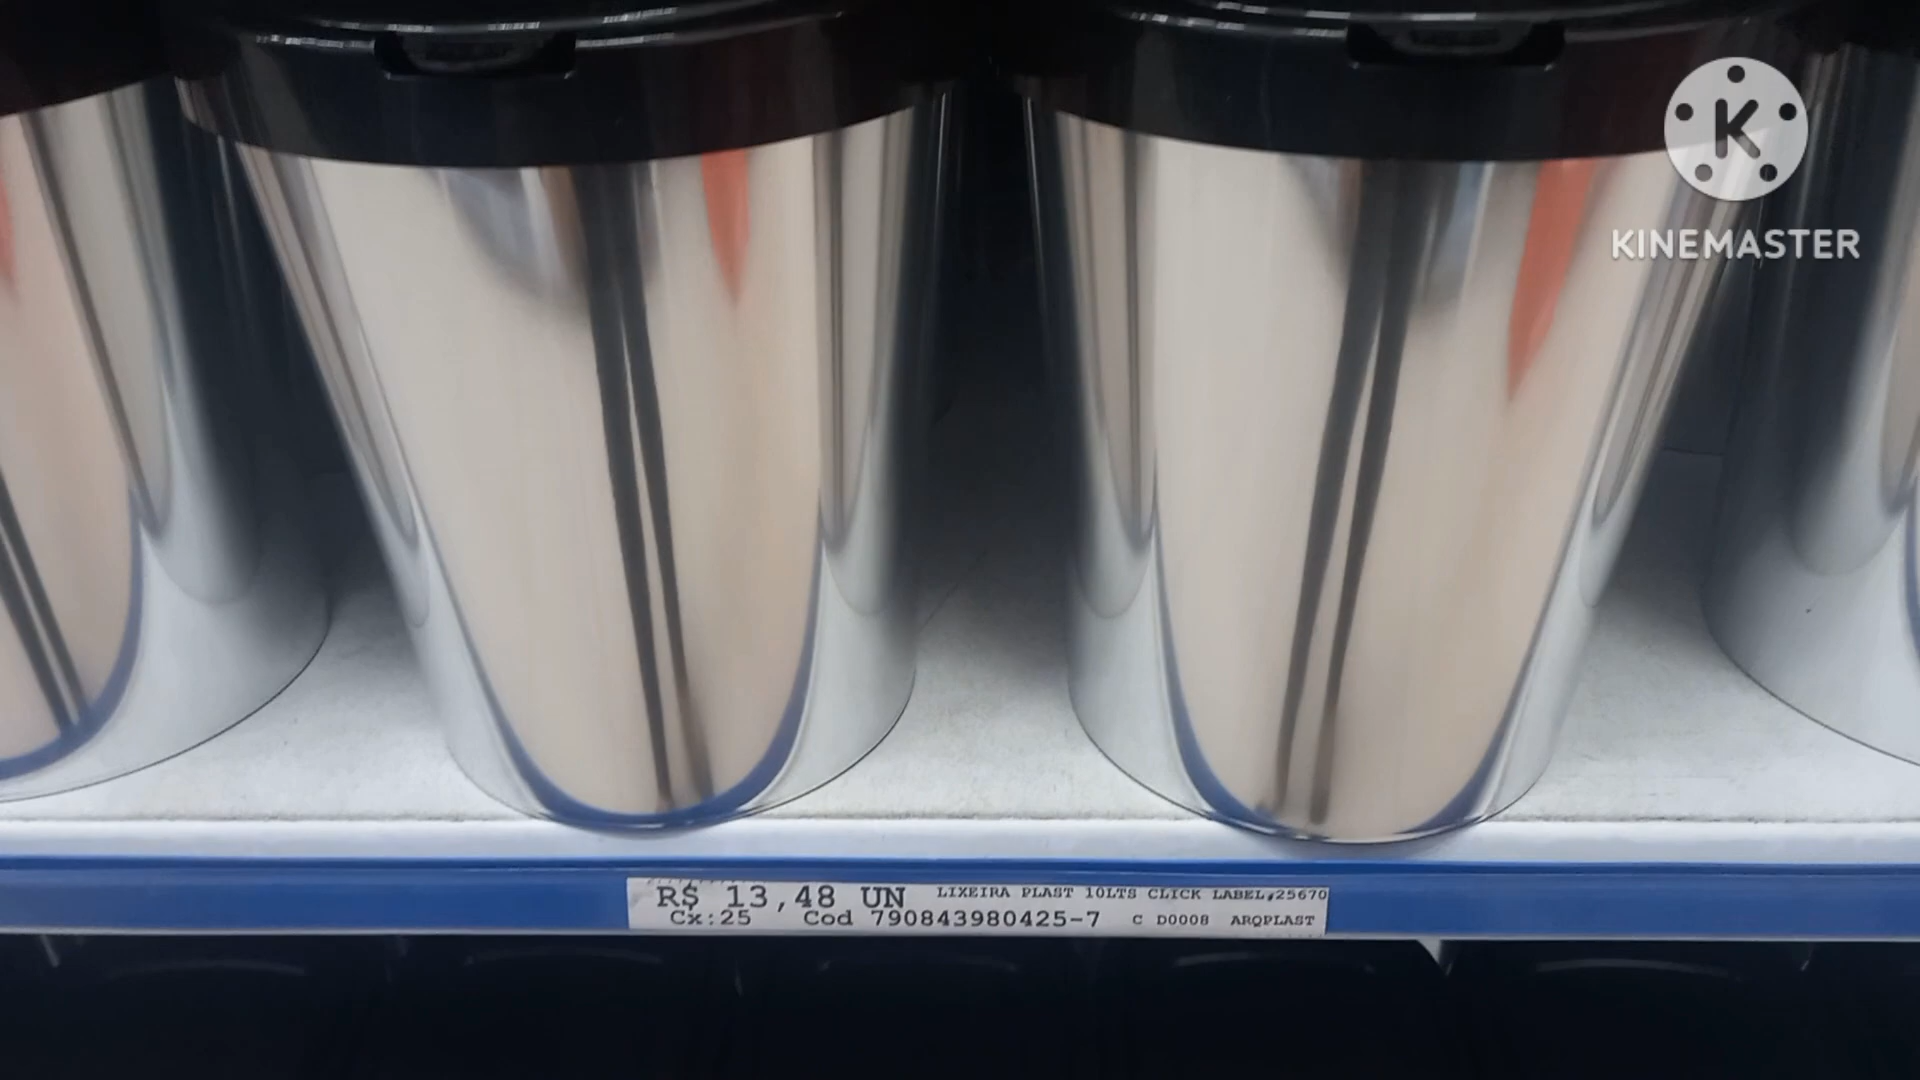 K
KINEMASTER
R$ 13,48 UN LIXEIRA PLAST 10LTS CLICK LABEL,25670
Cx:25 Cod 790843980425-7 C D0008 ARQPLAST